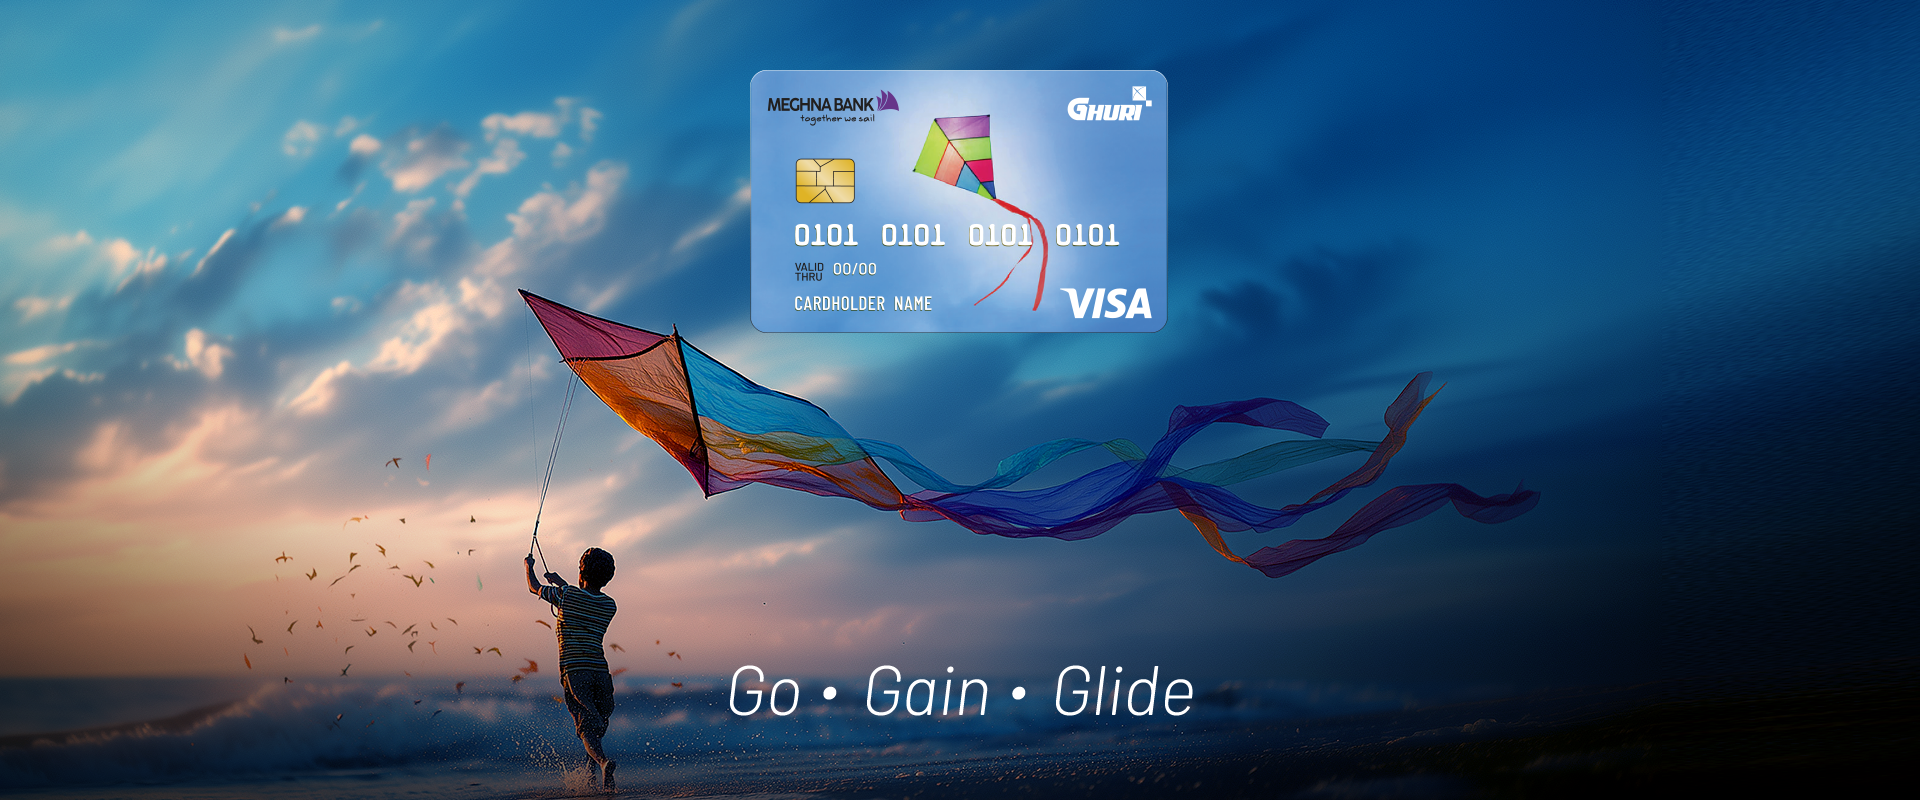 MEGHNA BANK
together we sail
GHURI
0101 0101 0101 0101
VALID
THRU 00/00
CARDHOLDER NAME
VISA
Go • Gain • Glide